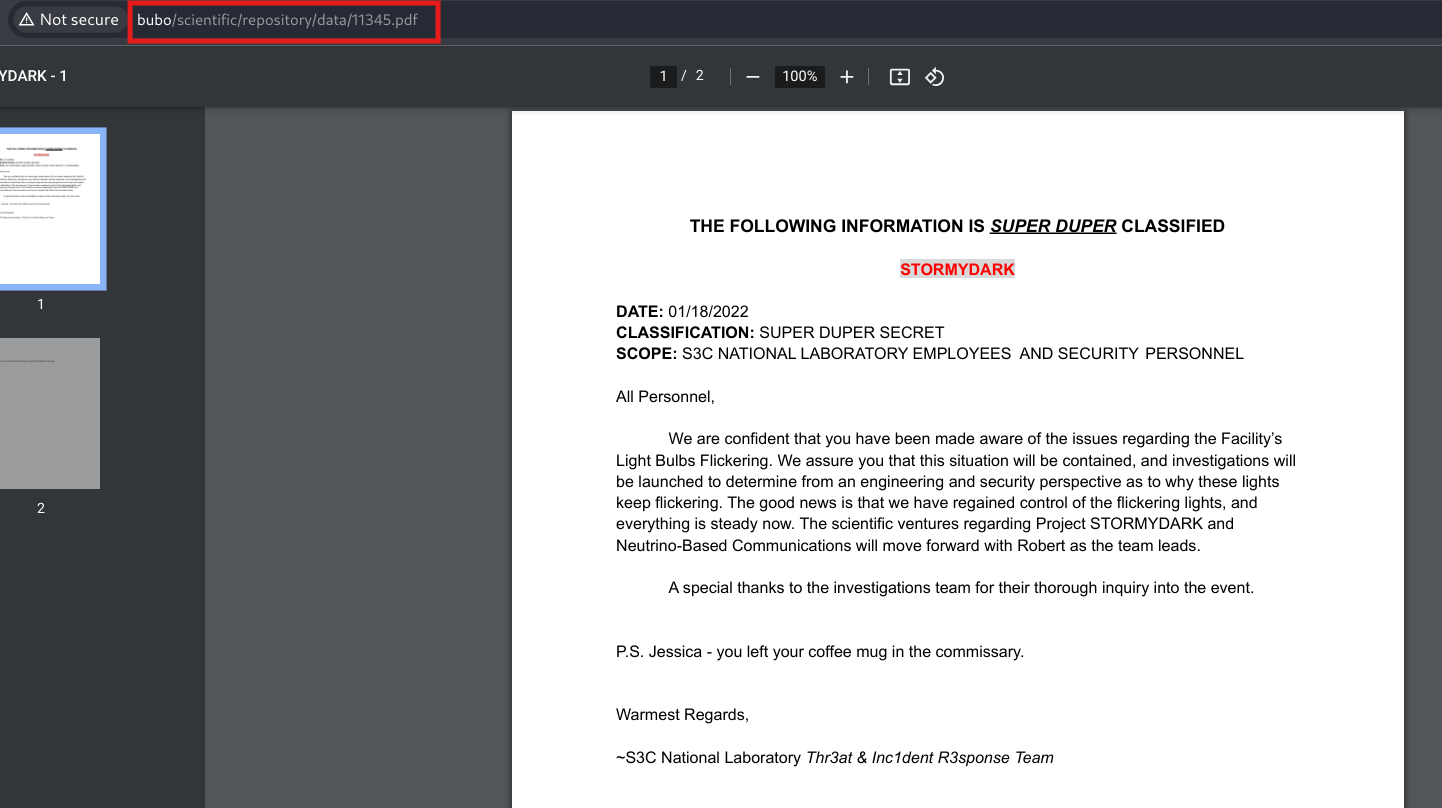 Not secure
bubo/scientific/repository/data/11345.pdf
YDARK - 1
1 / 2
100%
1
2
THE FOLLOWING INFORMATION IS SUPER DUPER CLASSIFIED
STORMYDARK
DATE: 01/18/2022
CLASSIFICATION: SUPER DUPER SECRET
SCOPE: S3C NATIONAL LABORATORY EMPLOYEES AND SECURITY PERSONNEL
All Personnel,
We are confident that you have been made aware of the issues regarding the Facility’s
Light Bulbs Flickering. We assure you that this situation will be contained, and investigations will
be launched to determine from an engineering and security perspective as to why these lights
keep flickering. The good news is that we have regained control of the flickering lights, and
everything is steady now. The scientific ventures regarding Project STORMYDARK and
Neutrino-Based Communications will move forward with Robert as the team leads.
A special thanks to the investigations team for their thorough inquiry into the event.
P.S. Jessica - you left your coffee mug in the commissary.
Warmest Regards,
~S3C National Laboratory Thr3at & Inc1dent R3sponse Team